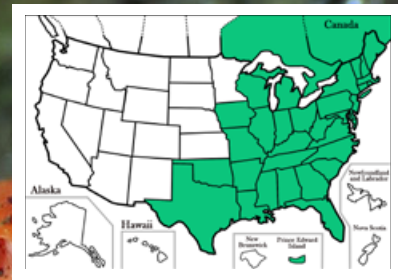 Canada
Newfoundland
and Labrador
Alaska
Hawaii
Nova Scotia
New
Brunswick
Prince Edward
Island